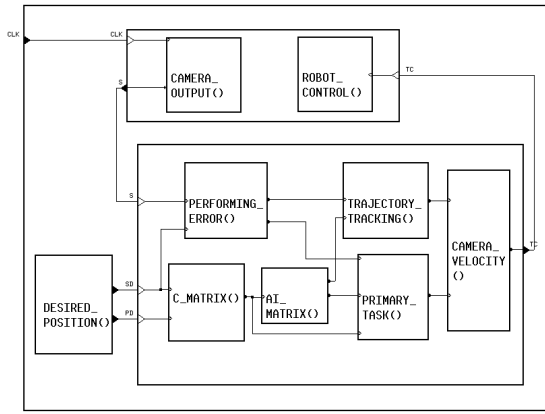 CLK
CLK
CAMERA_
OUTPUT()
ROBOT_
CONTROL()
TC
S
S
PERFORMING_
ERROR()
TRAJECTORY_
TRACKING()
CAMERA_
VELOCITY
()
TC
SD
PD
DESIRED_
POSITION()
C_MATRIX()
AI_
MATRIX()
PRIMARY_
TASK()